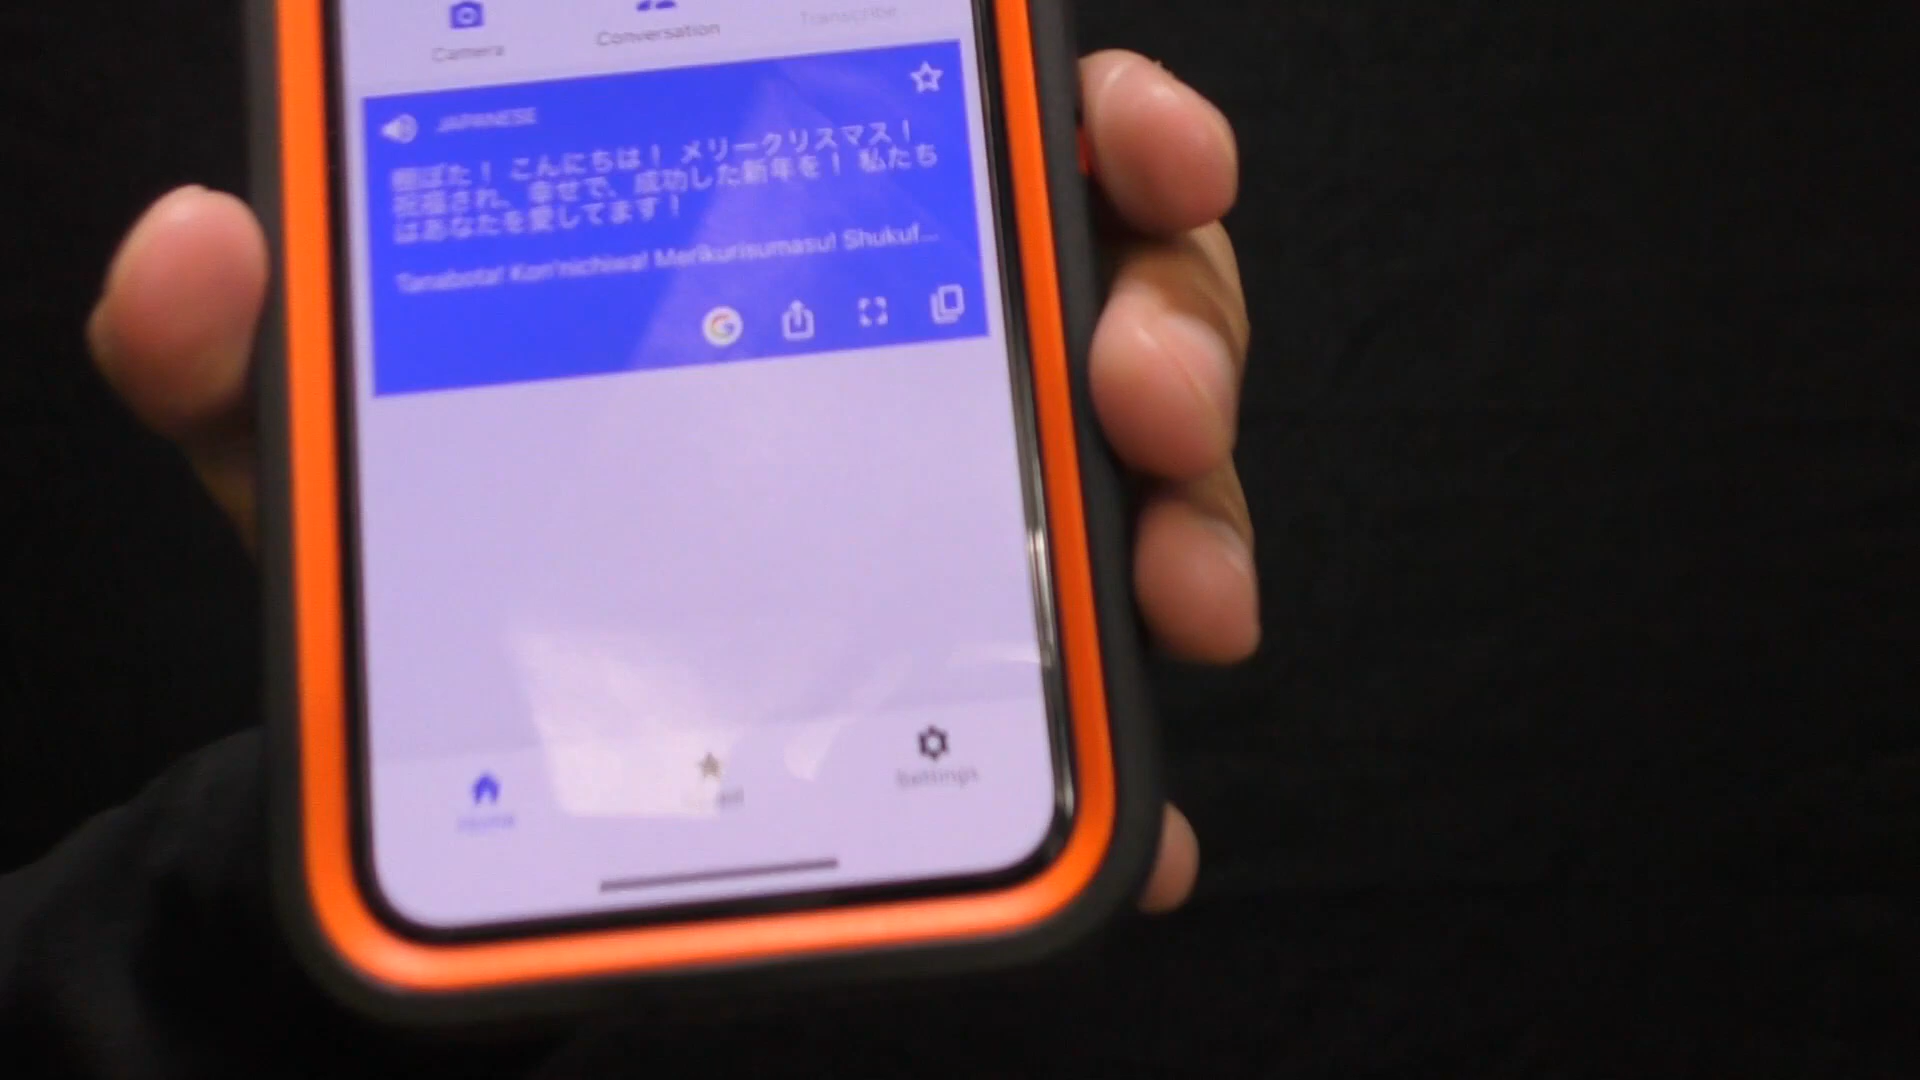 Camera
Conversation
Transcribe
JAPANESE
棚ぼた！ こんにちは！ メリークリスマス！
祝福され、幸せで、成功した新年を！ 私たち
はあなたを愛してます！
Tanabota! Kon'nichiwa! Merīkurisumasu! Shukuf...
Home
Settings